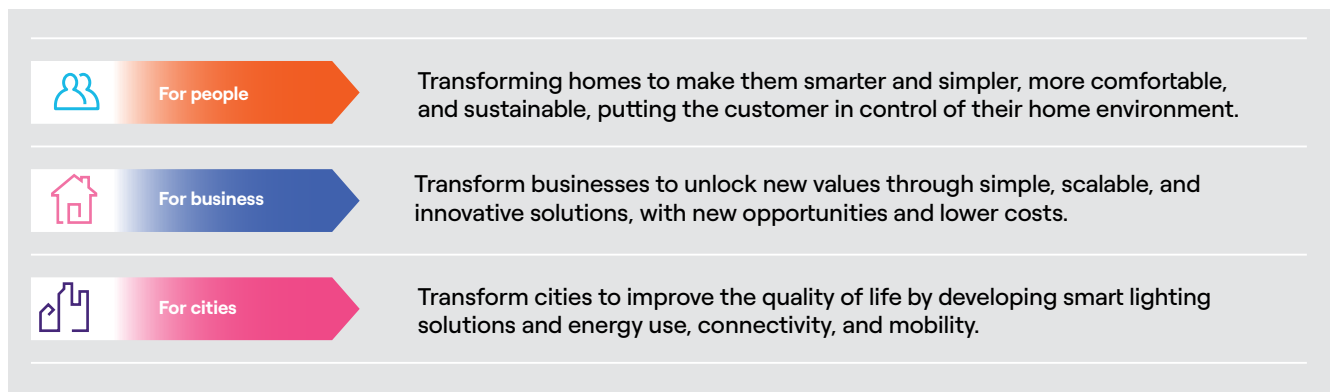 For people
Transforming homes to make them smarter and simpler, more comfortable,
and sustainable, putting the customer in control of their home environment.
For business
Transform businesses to unlock new values through simple, scalable, and
innovative solutions, with new opportunities and lower costs.
For cities
Transform cities to improve the quality of life by developing smart lighting
solutions and energy use, connectivity, and mobility.